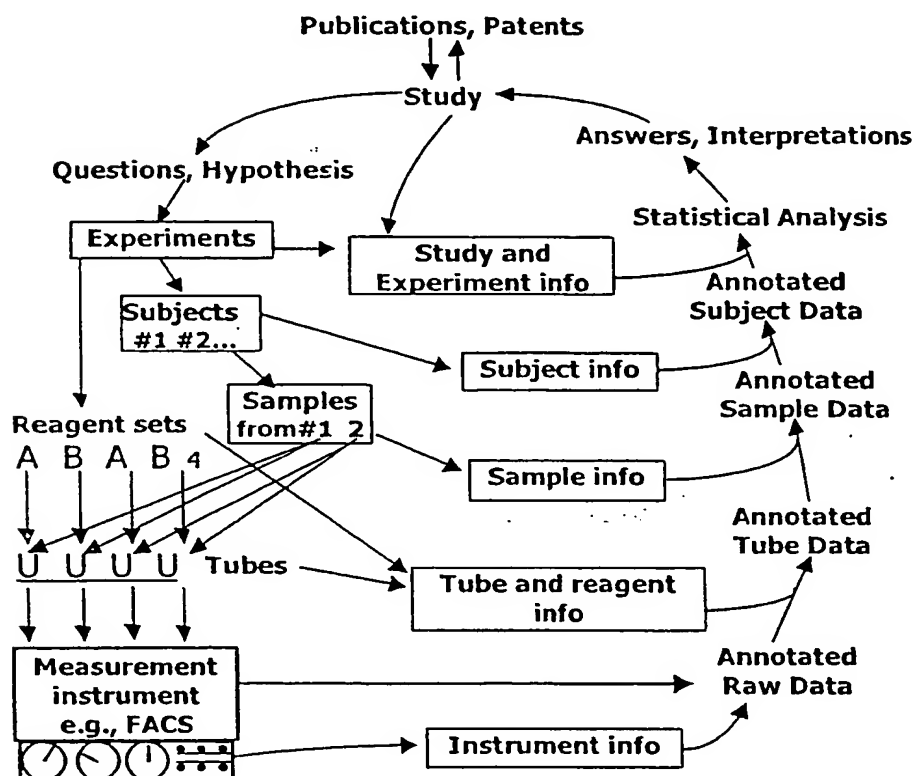 Publications, Patents
Study
Answers, Interpretations
Questions, Hypothesis
Statistical Analysis
Experiments
Study and
Experiment info
Annotated
Subject Data
Subjects
#1 #2...
Subject info
Annotated
Sample Data
Samples
from#1 2
Reagent sets
A B A B 4
Sample info
Annotated
Tube Data
U U U U Tubes
Tube and reagent
info
Annotated
Raw Data
Measurement
instrument
e.g., FACS
Instrument info